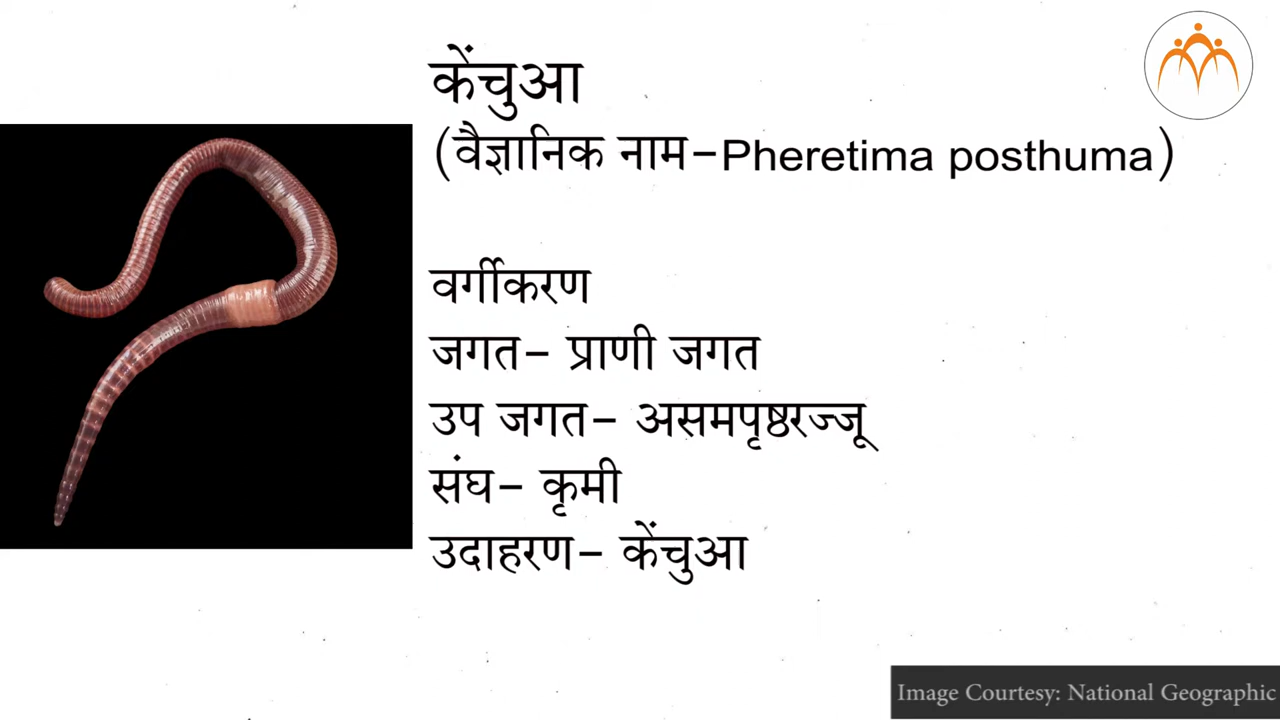 केंचुआ
(वैज्ञानिक नाम-Pheretima posthuma)
वर्गीकरण
जगत- प्राणी जगत
उप जगत- असमपृष्ठरज्जू
संघ- कृमी
उदाहरण- केंचुआ
Image Courtesy: National Geographic